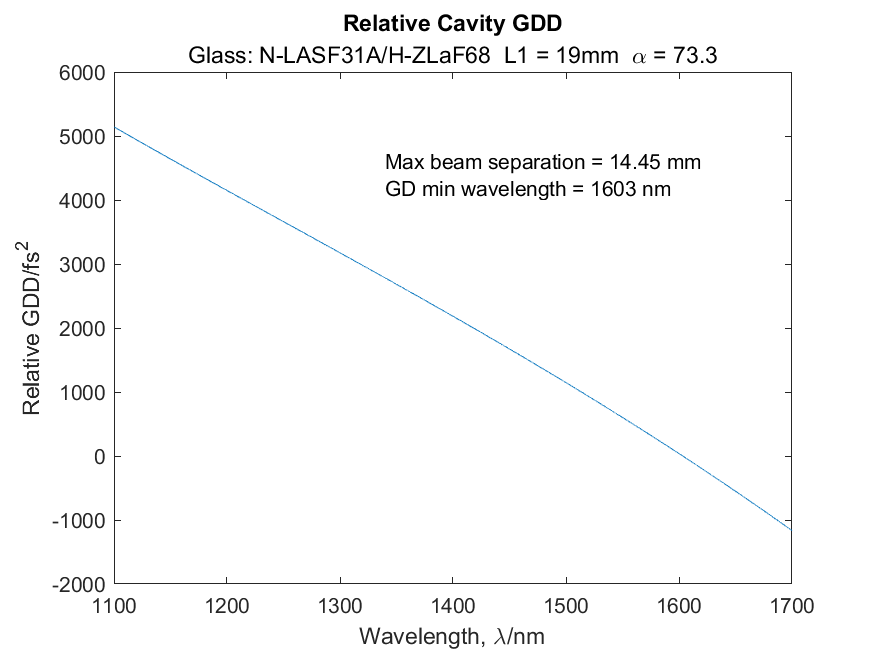 Relative Cavity GDD
Glass: N-LASF31A/H-ZLaF68 L1 = 19mm α = 73.3
6000
5000
4000
3000
2000
1000
0
-1000
-2000
Relative GDD/fs²
Max beam separation = 14.45 mm
GD min wavelength = 1603 nm
1100 1200 1300 1400 1500 1600 1700
Wavelength, λ/nm